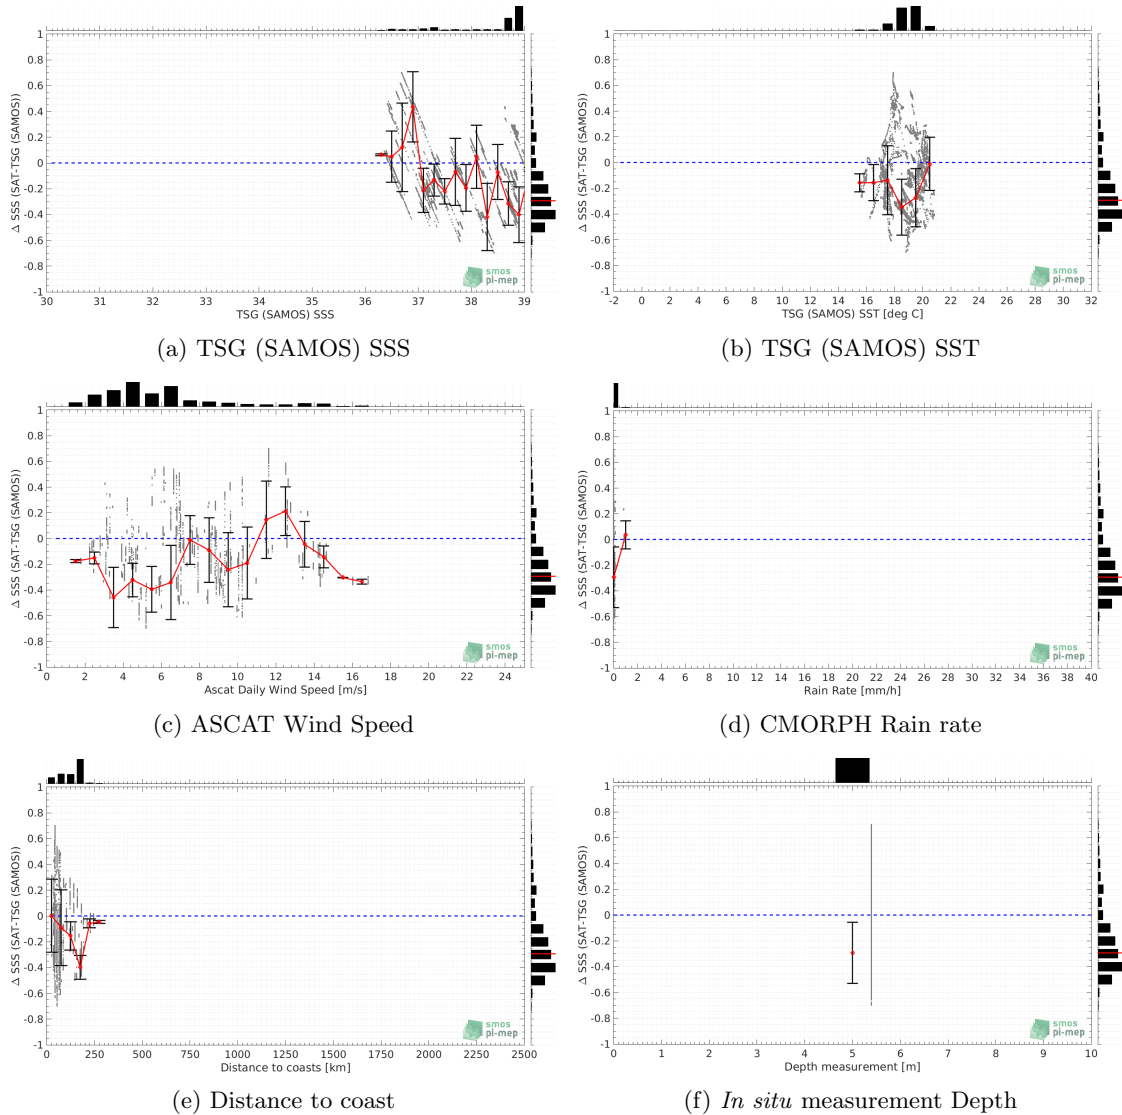 1
0.8
0.6
0.4
0.2
0
-0.2
-0.4
-0.6
-0.8
-1
Δ SSS (SAT-TSG (SAMOS))
30 31 32 33 34 35 36 37 38 39
TSG (SAMOS) SSS
smos
pi-mep
(a) TSG (SAMOS) SSS
1
0.8
0.6
0.4
0.2
0
-0.2
-0.4
-0.6
-0.8
-1
Δ SSS (SAT-TSG (SAMOS))
-2 0 2 4 6 8 10 12 14 16 18 20 22 24 26 28 30 32
TSG (SAMOS) SST [deg C]
smos
pi-mep
(b) TSG (SAMOS) SST
1
0.8
0.6
0.4
0.2
0
-0.2
-0.4
-0.6
-0.8
-1
Δ SSS (SAT-TSG (SAMOS))
0 2 4 6 8 10 12 14 16 18 20 22 24
Ascat Daily Wind Speed [m/s]
smos
pi-mep
(c) ASCAT Wind Speed
1
0.8
0.6
0.4
0.2
0
-0.2
-0.4
-0.6
-0.8
-1
Δ SSS (SAT-TSG (SAMOS))
0 2 4 6 8 10 12 14 16 18 20 22 24 26 28 30 32 34 36 38 40
Rain Rate [mm/h]
smos
pi-mep
(d) CMORPH Rain rate
1
0.8
0.6
0.4
0.2
0
-0.2
-0.4
-0.6
-0.8
-1
Δ SSS (SAT-TSG (SAMOS))
0 250 500 750 1000 1250 1500 1750 2000 2250 2500
Distance to coasts [km]
smos
pi-mep
(e) Distance to coast
1
0.8
0.6
0.4
0.2
0
-0.2
-0.4
-0.6
-0.8
-1
Δ SSS (SAT-TSG (SAMOS))
0 1 2 3 4 5 6 7 8 9 10
Depth measurement [m]
smos
pi-mep
(f) In situ measurement Depth